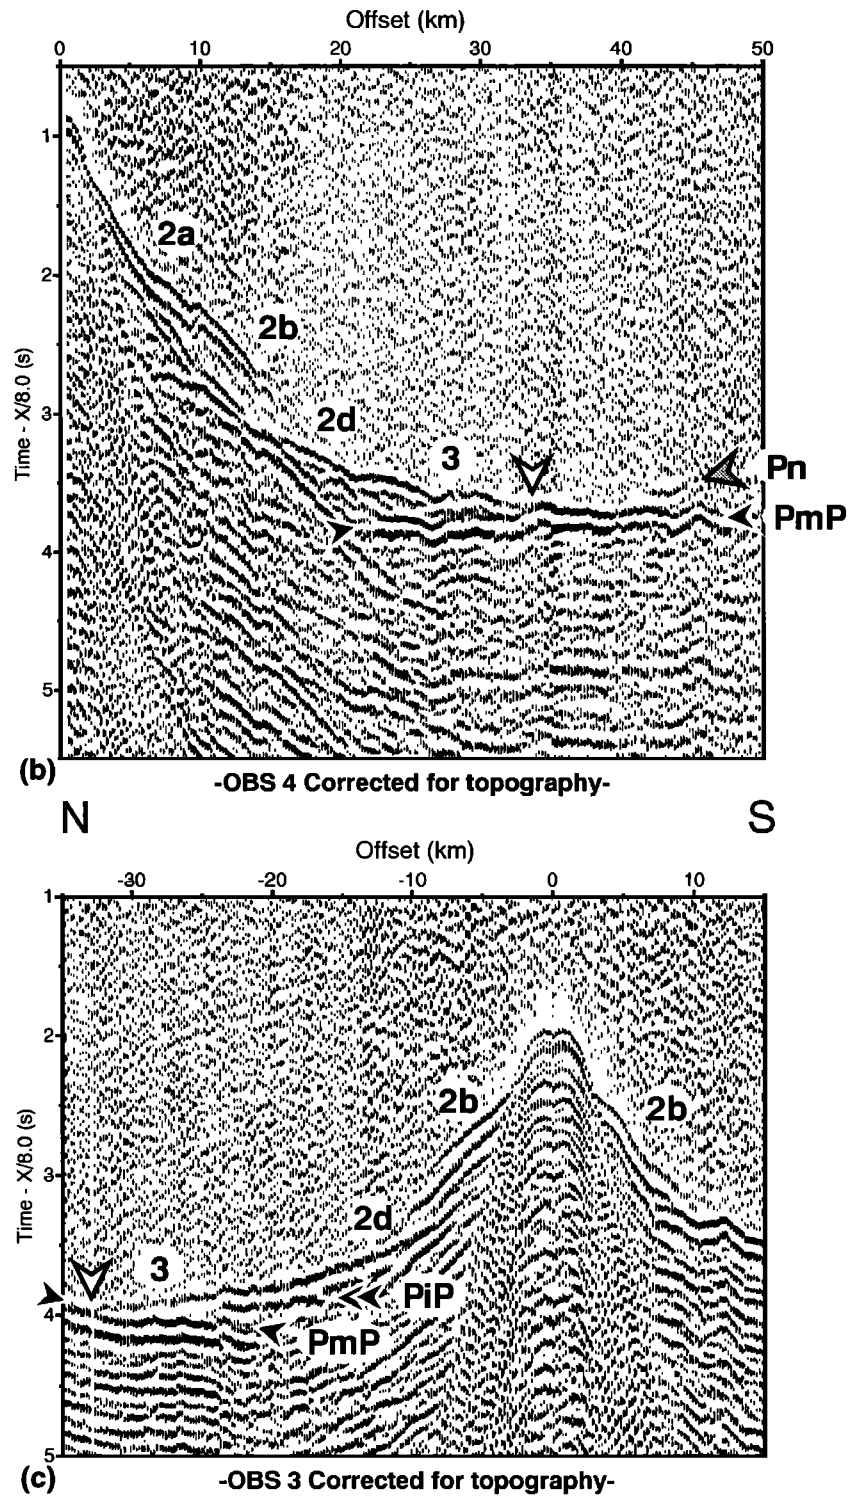 Offset (km)
0 10 20 30 40 50
1
2a
2
2b
Time - X/8.0 (s)
3
2d
3
Pn
PmP
4
5
(b)
-OBS 4 Corrected for topography-
N S
Offset (km)
-30 -20 -10 0 10
1
2
2b 2b
Time - X/8.0 (s)
3
2d
3
PiP
4
PmP
5
(c)
-OBS 3 Corrected for topography-